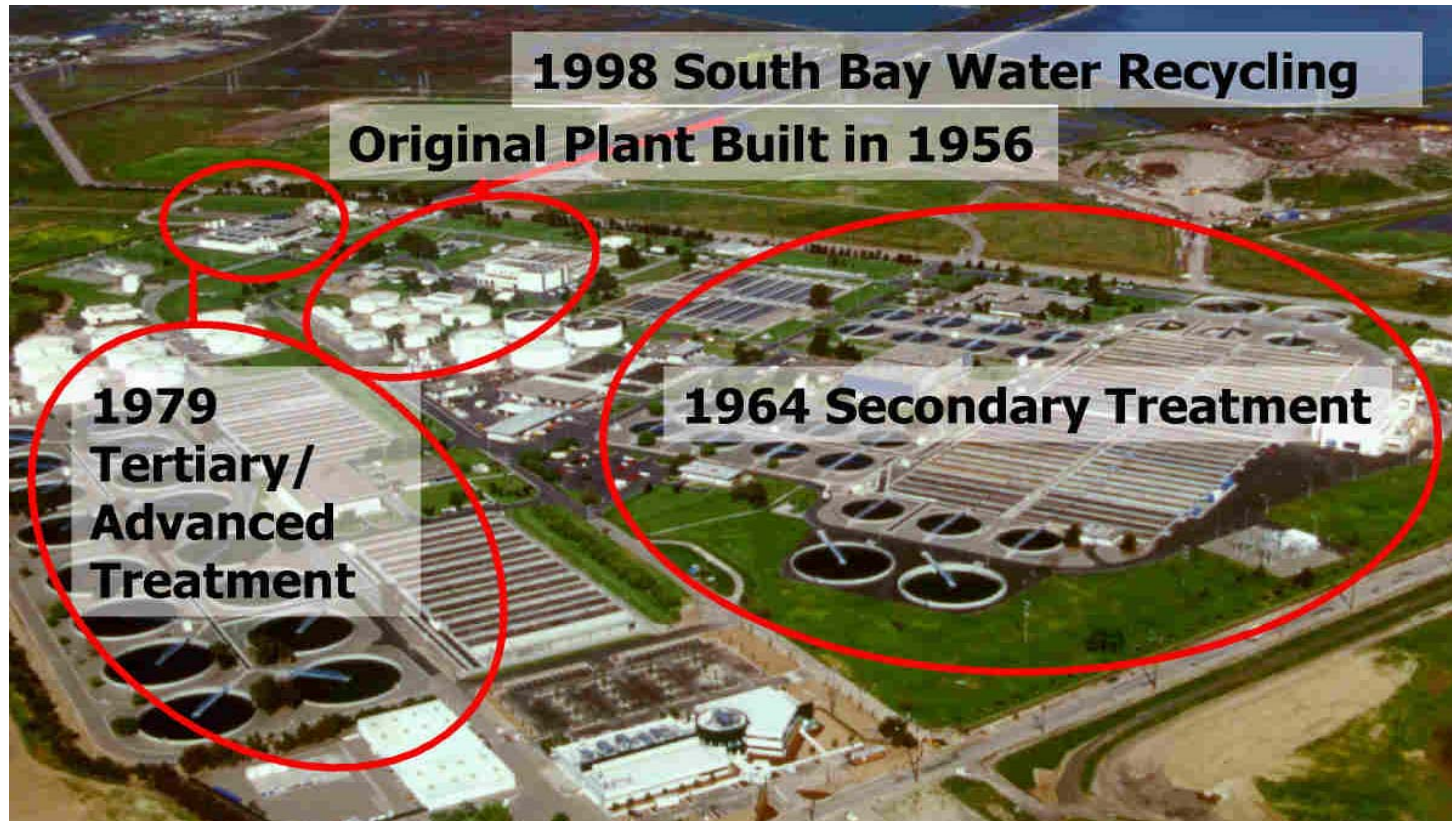 1998 South Bay Water Recycling
Original Plant Built in 1956
1979
Tertiary/
Advanced
Treatment
1964 Secondary Treatment